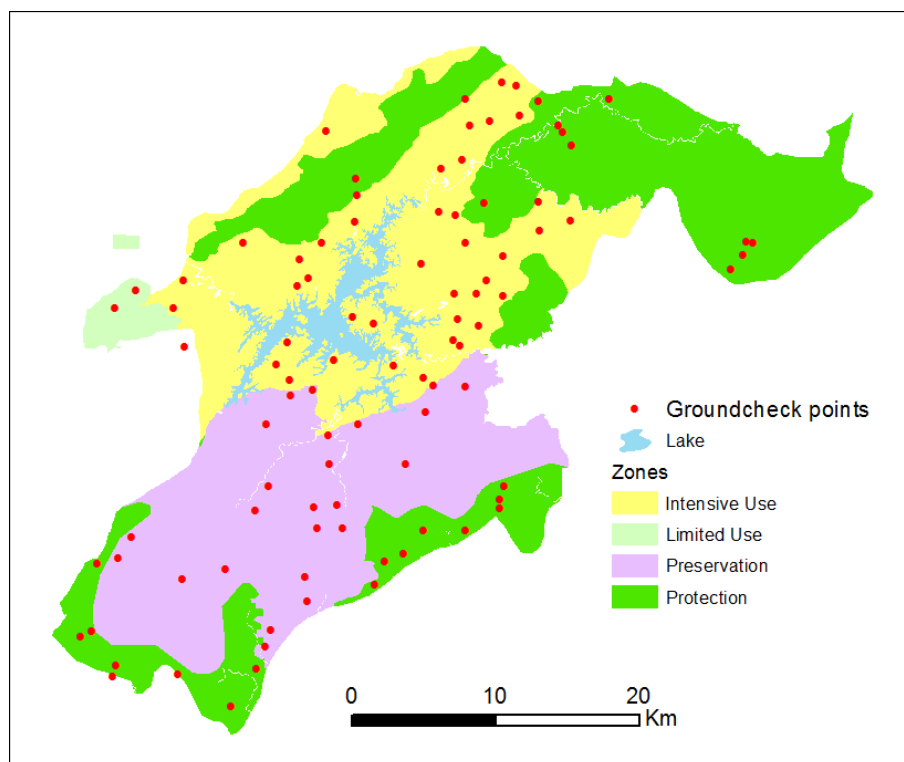 Groundcheck points
Lake
Zones
Intensive Use
Limited Use
Preservation
Protection
0 10 20
Km